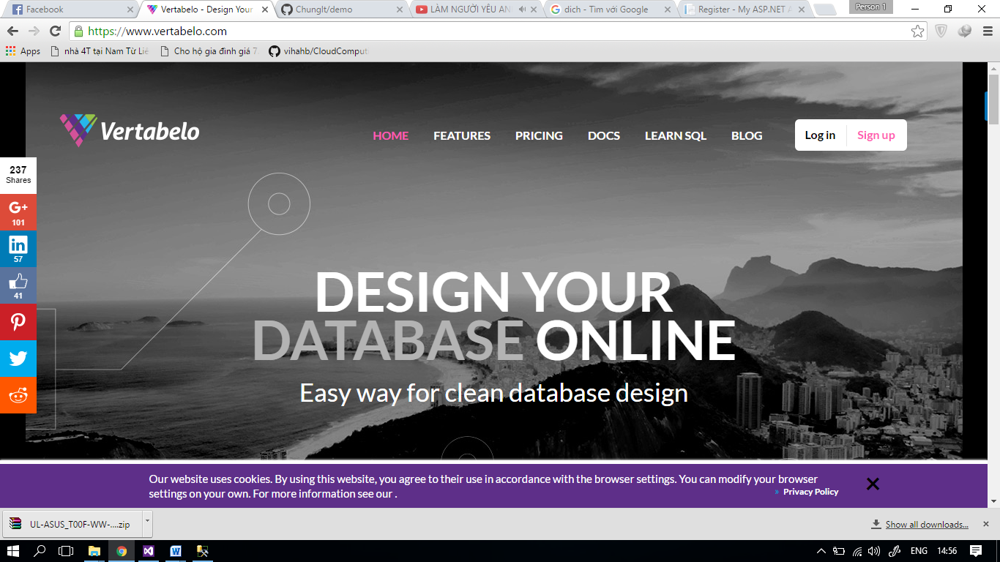 Facebook
Vertabelo - Design Your
ChungIt/demo
LÀM NGƯỜI YÊU AN
dich - Tìm với Google
Register - My ASP.NET A
Person 1
https://www.vertabelo.com
Apps
nhà 4T tại Nam Từ Liê
Cho hộ gia đình giá 7.
vihahb/CloudComputi
Vertabelo
HOME
FEATURES
PRICING
DOCS
LEARN SQL
BLOG
Log in
Sign up
237
Shares
G+
101
in
57
41
DESIGN YOUR
DATABASE ONLINE
Easy way for clean database design
Our website uses cookies. By using this website, you agree to their use in accordance with the browser settings. You can modify your browser
settings on your own. For more information see our .
» Privacy Policy
UL-ASUS_T00F-WW-....zip
Show all downloads...
ENG
14:56